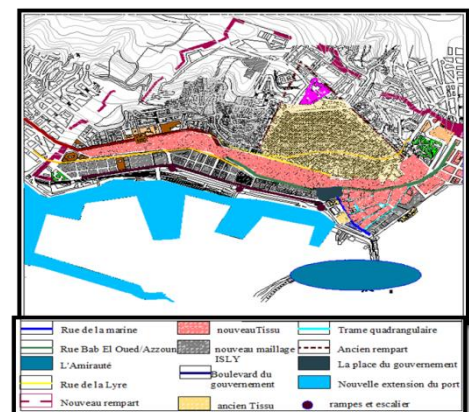 Rue de la marine
nouveauTissu
Trame quadrangulaire
Rue Bab El Oued/Azzoun
nouveau maillage
ISLY
Ancien rempart
L'Amirauté
Boulevard du
gouvernement
La place du gouvernement
Rue de la Lyre
Nouvelle extension du port
Nouveau rempart
ancien Tissu
rampes et escalier